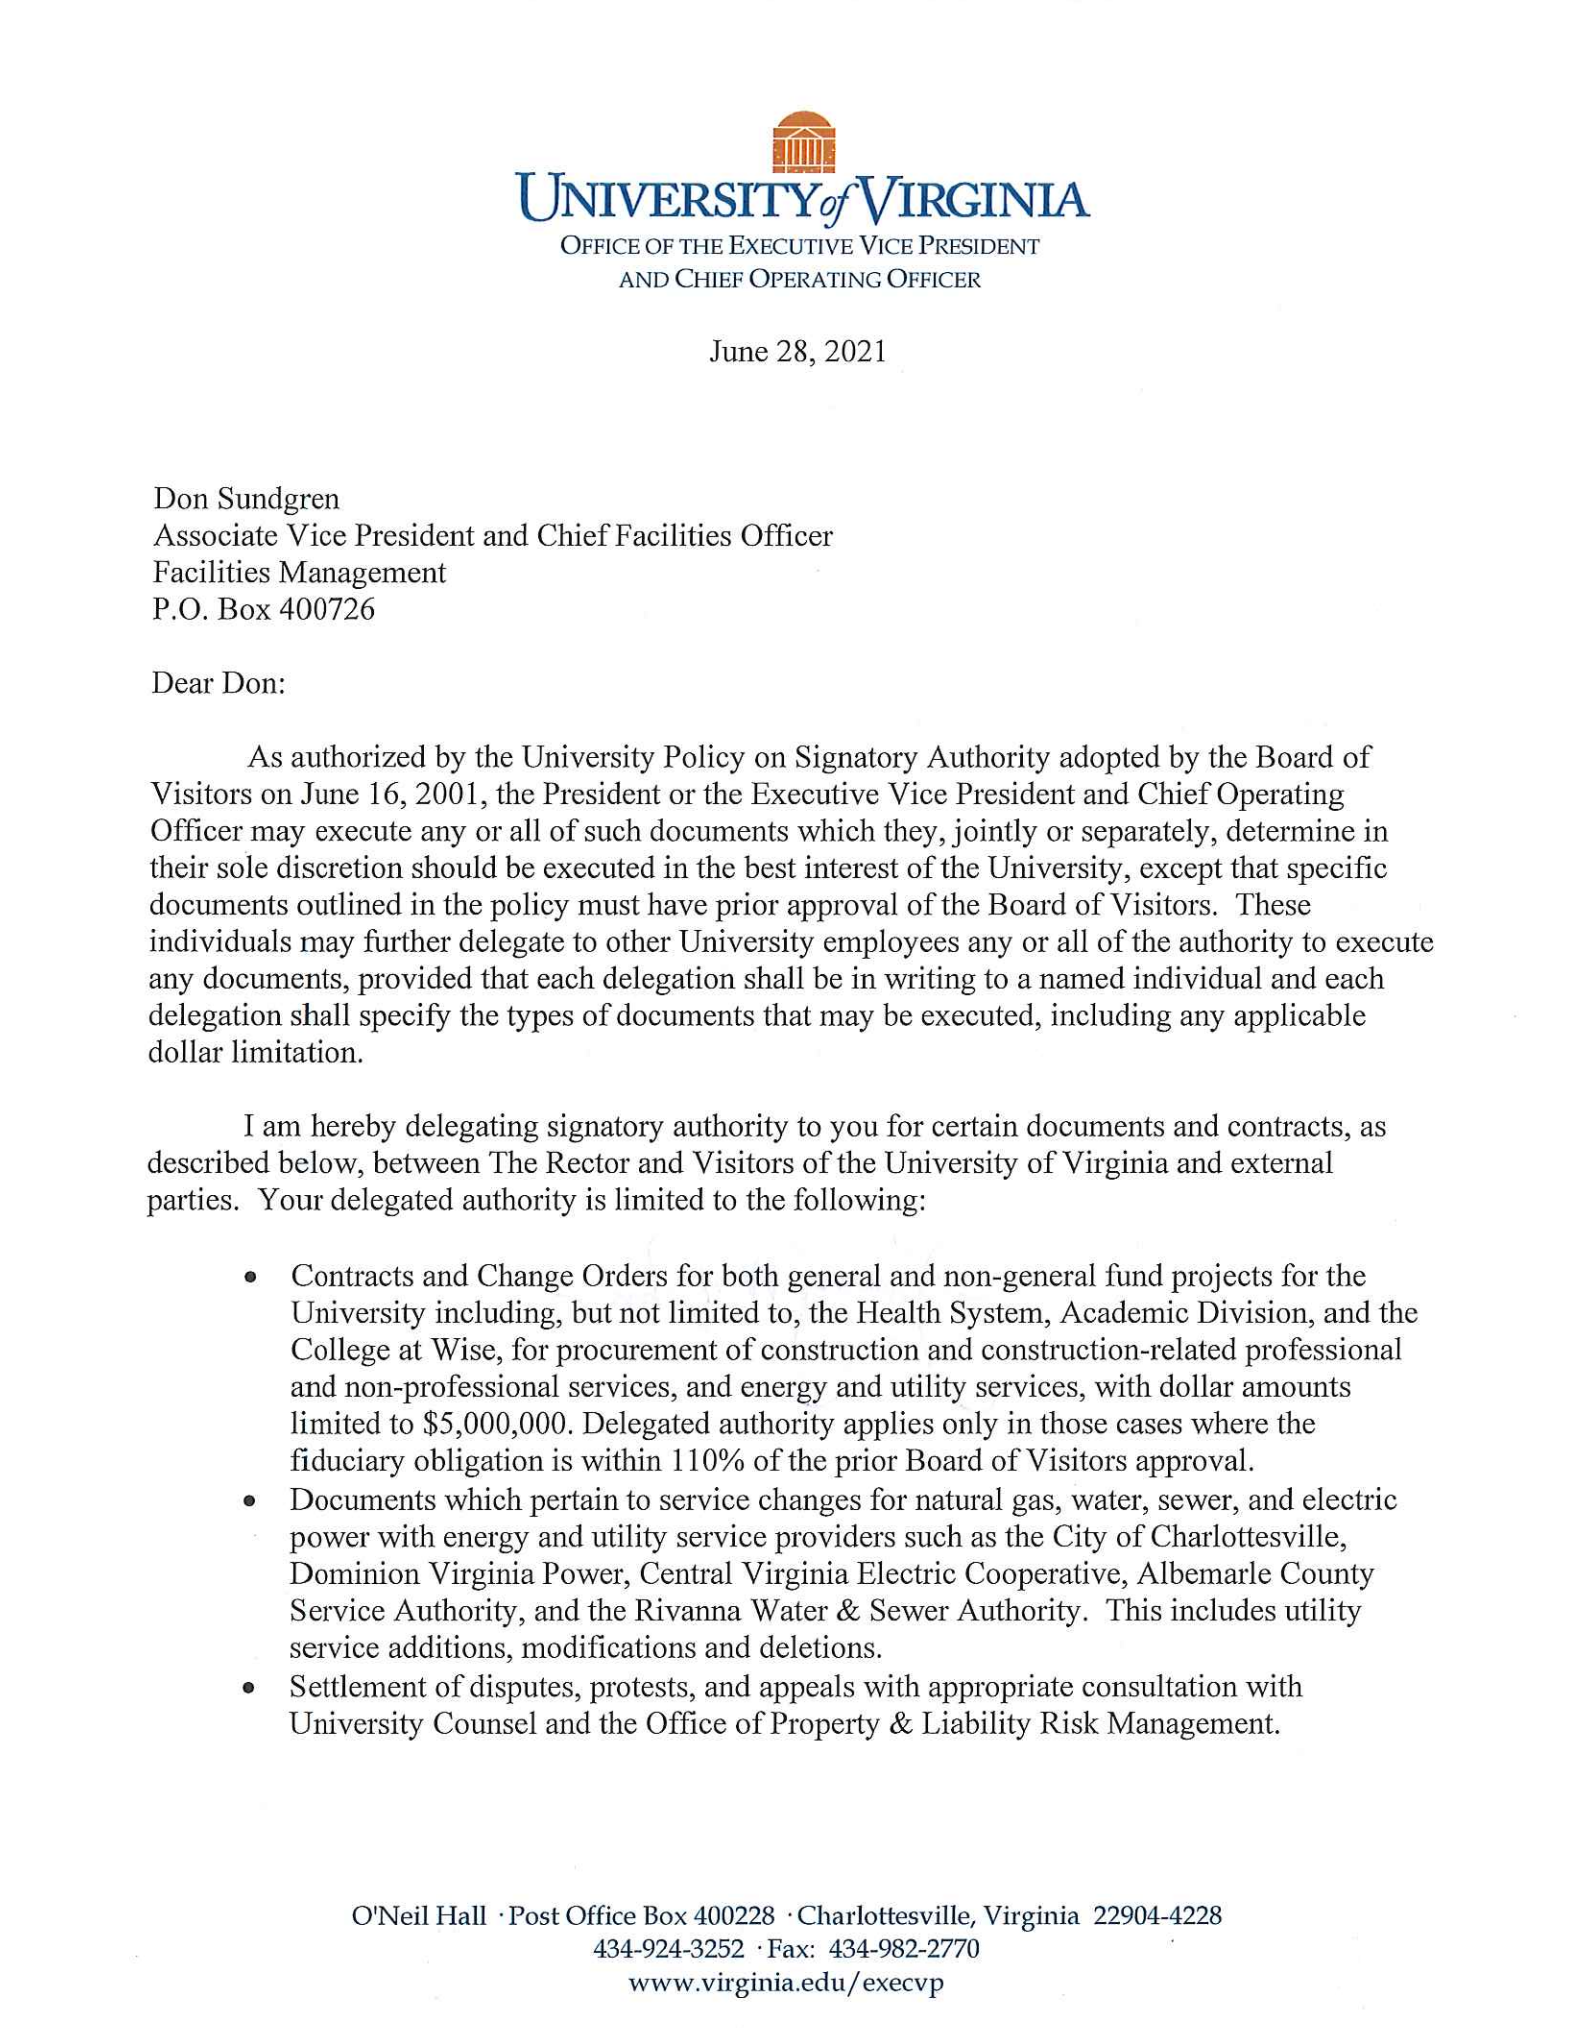 UNIVERSITY of VIRGINIA
OFFICE OF THE EXECUTIVE VICE PRESIDENT
AND CHIEF OPERATING OFFICER
June 28, 2021
Don Sundgren
Associate Vice President and Chief Facilities Officer
Facilities Management
P.O. Box 400726
Dear Don:
As authorized by the University Policy on Signatory Authority adopted by the Board of
Visitors on June 16, 2001, the President or the Executive Vice President and Chief Operating
Officer may execute any or all of such documents which they, jointly or separately, determine in
their sole discretion should be executed in the best interest of the University, except that specific
documents outlined in the policy must have prior approval of the Board of Visitors.  These
individuals may further delegate to other University employees any or all of the authority to execute
any documents, provided that each delegation shall be in writing to a named individual and each
delegation shall specify the types of documents that may be executed, including any applicable
dollar limitation.
I am hereby delegating signatory authority to you for certain documents and contracts, as
described below, between The Rector and Visitors of the University of Virginia and external
parties.  Your delegated authority is limited to the following:
• Contracts and Change Orders for both general and non-general fund projects for the
University including, but not limited to, the Health System, Academic Division, and the
College at Wise, for procurement of construction and construction-related professional
and non-professional services, and energy and utility services, with dollar amounts
limited to $5,000,000. Delegated authority applies only in those cases where the
fiduciary obligation is within 110% of the prior Board of Visitors approval.
• Documents which pertain to service changes for natural gas, water, sewer, and electric
power with energy and utility service providers such as the City of Charlottesville,
Dominion Virginia Power, Central Virginia Electric Cooperative, Albemarle County
Service Authority, and the Rivanna Water & Sewer Authority.  This includes utility
service additions, modifications and deletions.
• Settlement of disputes, protests, and appeals with appropriate consultation with
University Counsel and the Office of Property & Liability Risk Management.
O'Neil Hall · Post Office Box 400228 · Charlottesville, Virginia 22904-4228
434-924-3252 · Fax: 434-982-2770
www.virginia.edu/execvp